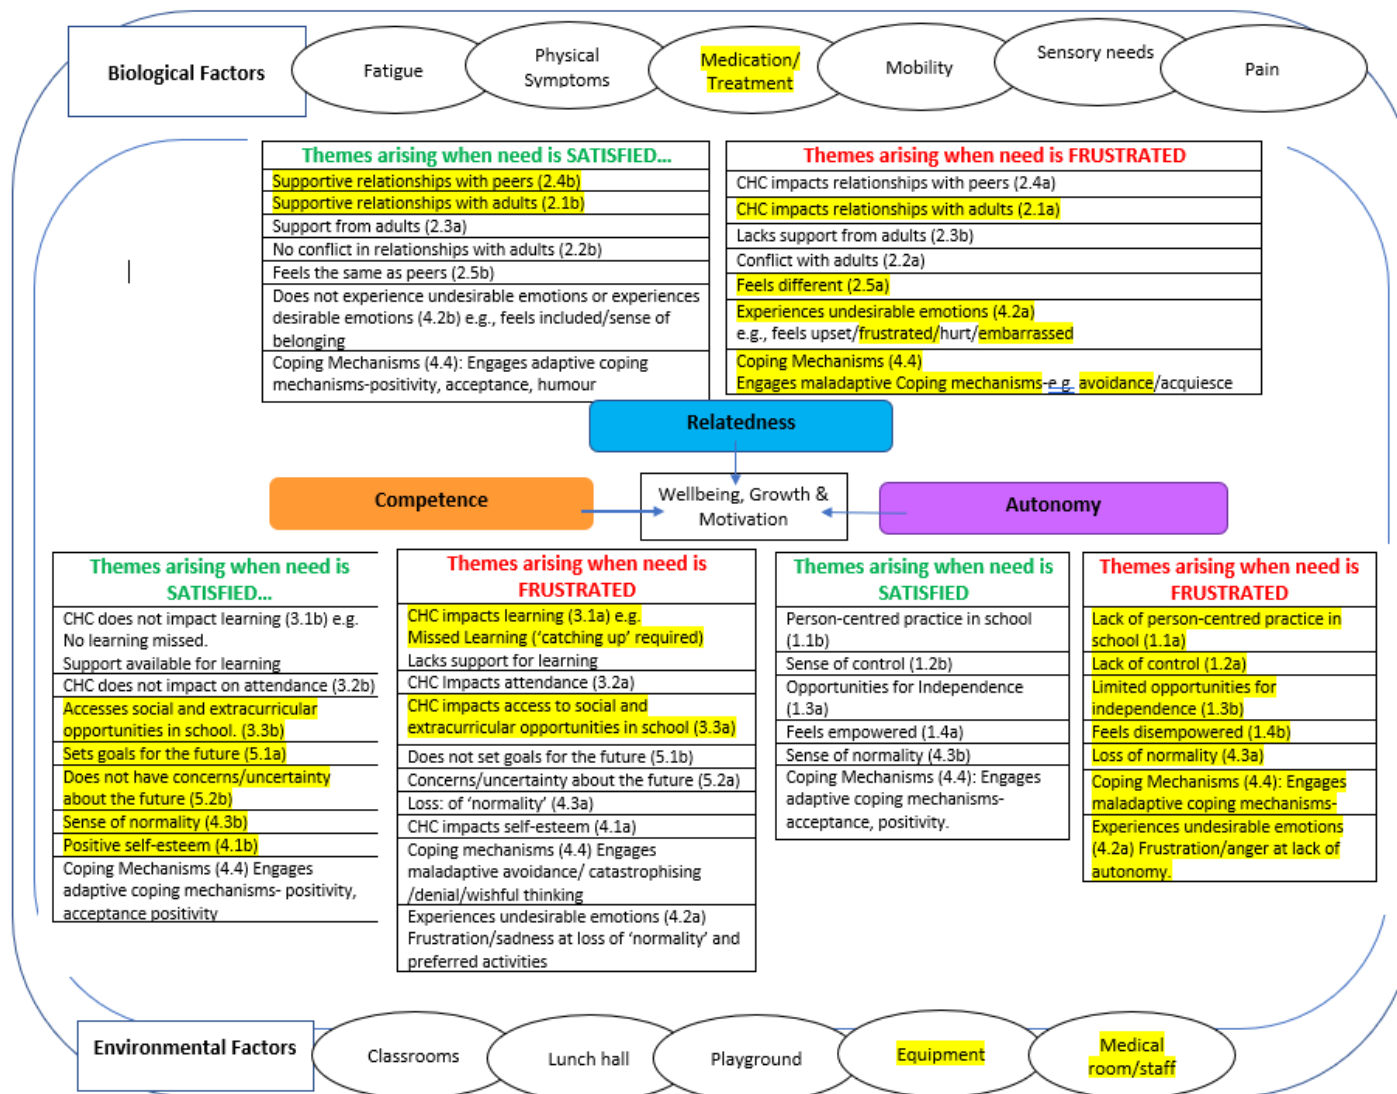 Biological Factors
Fatigue
Physical
Symptoms
Medication/
Treatment
Mobility
Sensory needs
Pain
Themes arising when need is SATISFIED...
Supportive relationships with peers (2.4b)
Supportive relationships with adults (2.1b)
Support from adults (2.3a)
No conflict in relationships with adults (2.2b)
Feels the same as peers (2.5b)
Does not experience undesirable emotions or experiences
desirable emotions (4.2b) e.g., feels included/sense of
belonging
Coping Mechanisms (4.4): Engages adaptive coping
mechanisms-positivity, acceptance, humour
Themes arising when need is FRUSTRATED
CHC impacts relationships with peers (2.4a)
CHC impacts relationships with adults (2.1a)
Lacks support from adults (2.3b)
Conflict with adults (2.2a)
Feels different (2.5a)
Experiences undesirable emotions (4.2a)
e.g., feels upset/frustrated/hurt/embarrassed
Coping Mechanisms (4.4)
Engages maladaptive Coping mechanisms-e.g. avoidance/acquiesce
Relatedness
Competence
Wellbeing, Growth &
Motivation
Autonomy
Themes arising when need is
SATISFIED...
CHC does not impact learning (3.1b) e.g.
No learning missed.
Support available for learning
CHC does not impact on attendance (3.2b)
Accesses social and extracurricular
opportunities in school. (3.3b)
Sets goals for the future (5.1a)
Does not have concerns/uncertainty
about the future (5.2b)
Sense of normality (4.3b)
Positive self-esteem (4.1b)
Coping Mechanisms (4.4) Engages
adaptive coping mechanisms- positivity,
acceptance positivity
Themes arising when need is
FRUSTRATED
CHC impacts learning (3.1a) e.g.
Missed Learning ('catching up' required)
Lacks support for learning
CHC Impacts attendance (3.2a)
CHC impacts access to social and
extracurricular opportunities in school (3.3a)
Does not set goals for the future (5.1b)
Concerns/uncertainty about the future (5.2a)
Loss: of 'normality' (4.3a)
CHC impacts self-esteem (4.1a)
Coping mechanisms (4.4) Engages
maladaptive avoidance/ catastrophising
/denial/wishful thinking
Experiences undesirable emotions (4.2a)
Frustration/sadness at loss of 'normality' and
preferred activities
Themes arising when need is
SATISFIED
Person-centred practice in school
(1.1b)
Sense of control (1.2b)
Opportunities for Independence
(1.3a)
Feels empowered (1.4a)
Sense of normality (4.3b)
Coping Mechanisms (4.4): Engages
adaptive coping mechanisms-
acceptance, positivity.
Themes arising when need is
FRUSTRATED
Lack of person-centred practice in
school (1.1a)
Lack of control (1.2a)
Limited opportunities for
independence (1.3b)
Feels disempowered (1.4b)
Loss of normality (4.3a)
Coping Mechanisms (4.4): Engages
maladaptive coping mechanisms-
Experiences undesirable emotions
(4.2a) Frustration/anger at lack of
autonomy.
Environmental Factors
Classrooms
Lunch hall
Playground
Equipment
Medical
room/staff